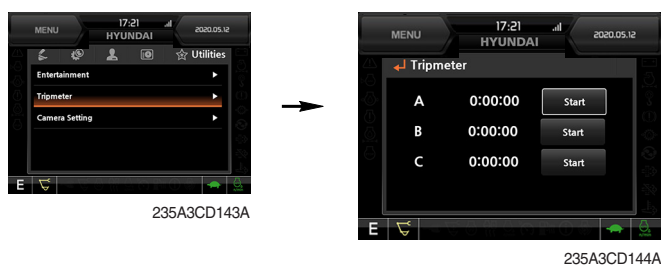 MENU
17:21
HYUNDAI
2020.05.12
Utilities
Entertainment
Tripmeter
Camera Setting
E
235A3CD143A
MENU
17:21
HYUNDAI
2020.05.12
Tripmeter
A 0:00:00 Start
B 0:00:00 Start
C 0:00:00 Start
E
235A3CD144A